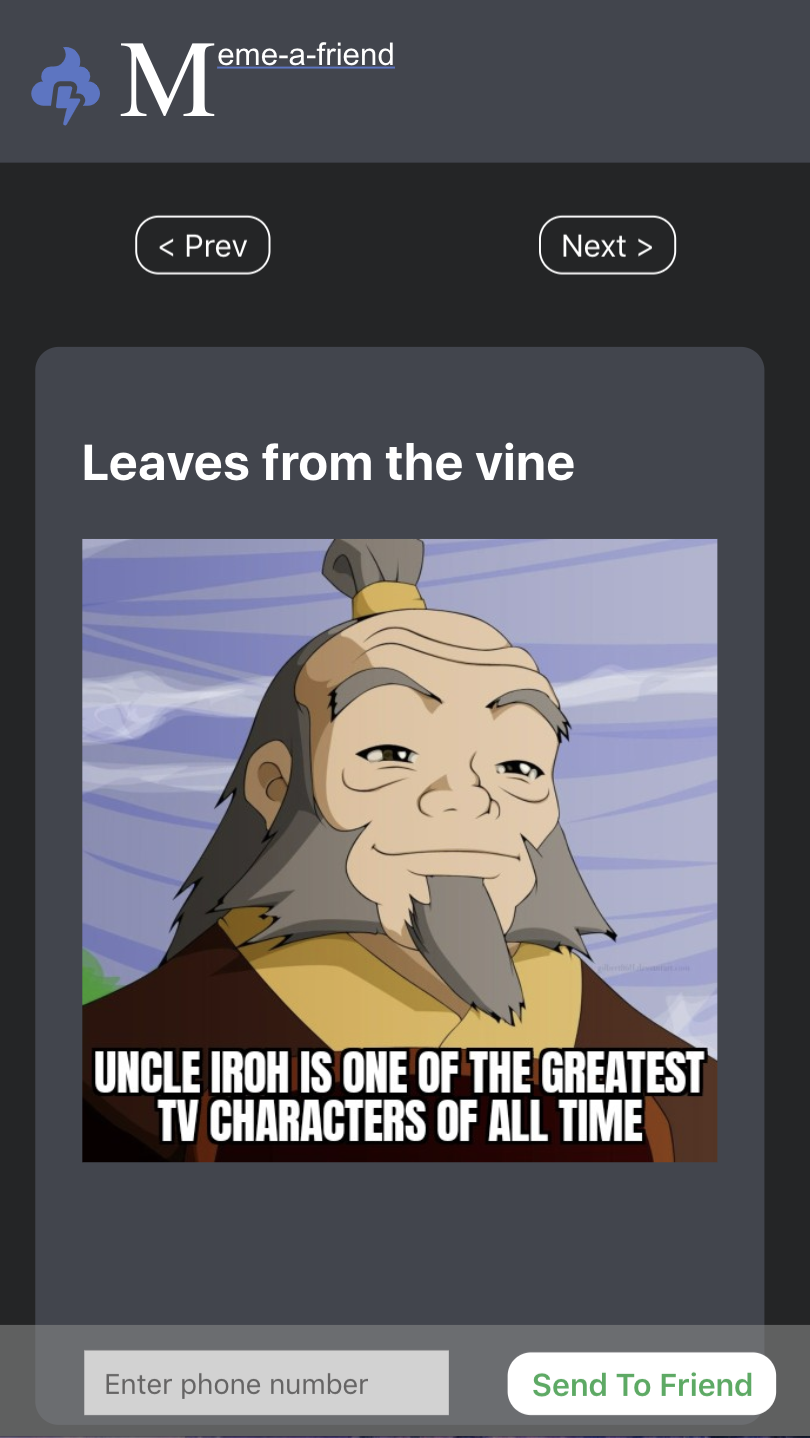 Meme-a-friend
< Prev
Next >
Leaves from the vine
UNCLE IROH IS ONE OF THE GREATEST
TV CHARACTERS OF ALL TIME
Enter phone number
Send To Friend